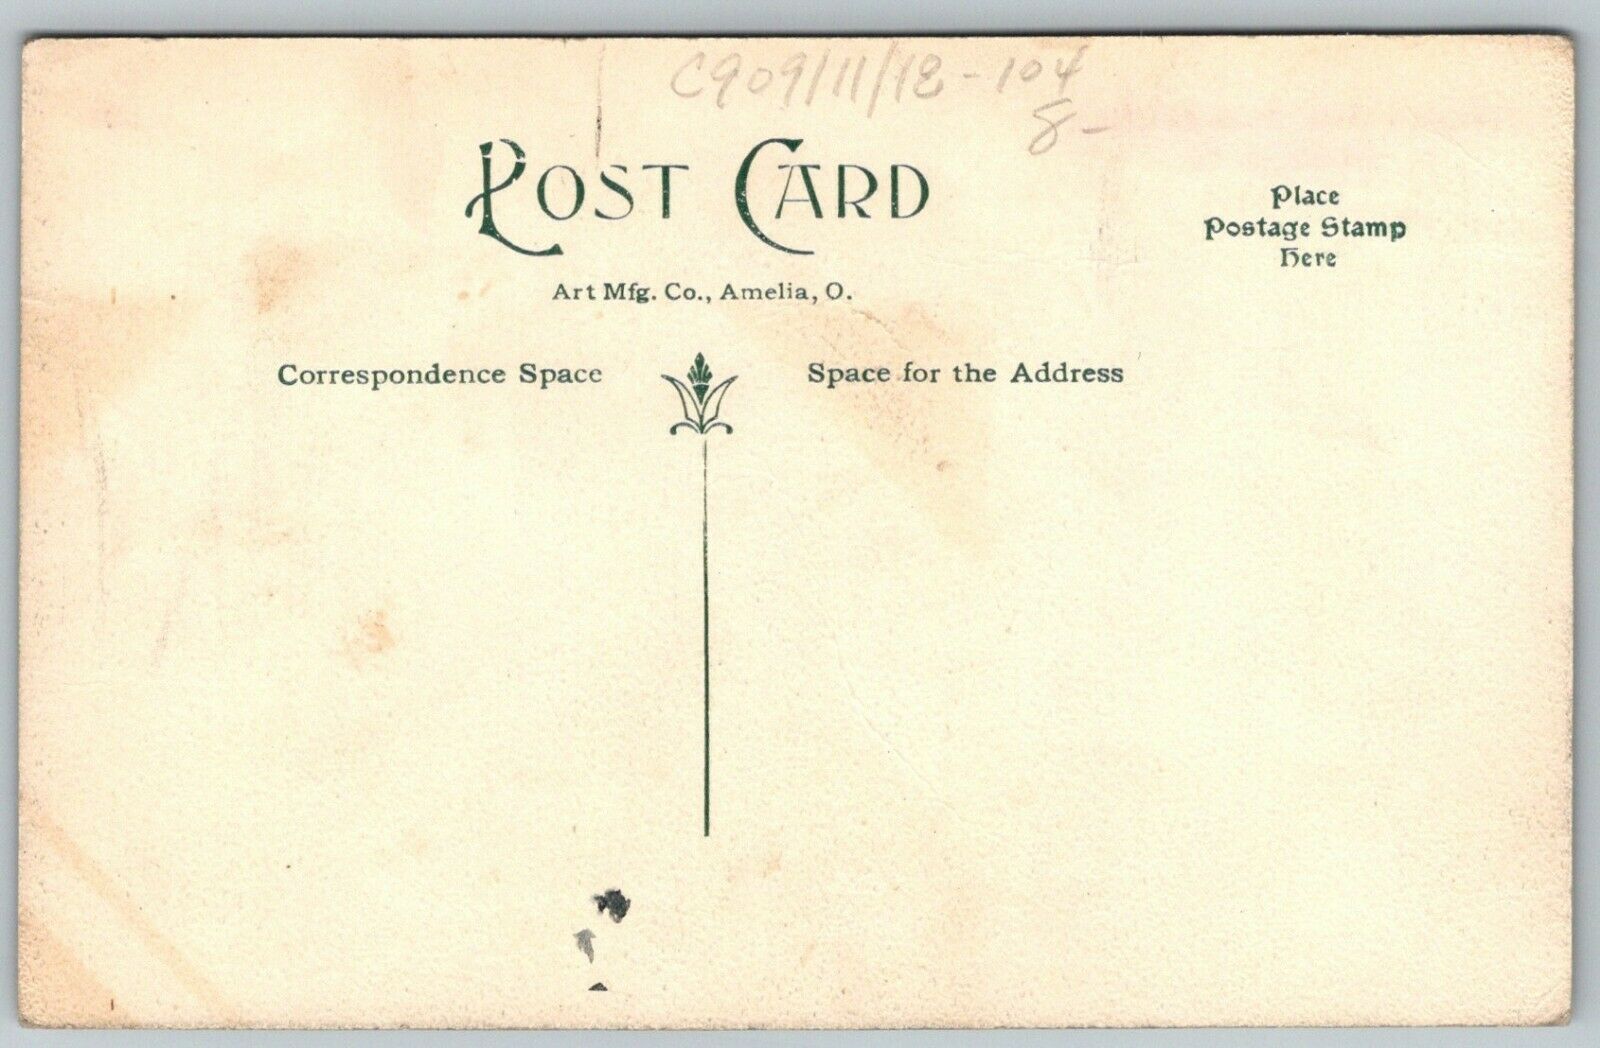 C909/11/12-104
8-
POST CARD
Place
Postage Stamp
Here
Art Mfg. Co., Amelia, O.
Correspondence Space
Space for the Address